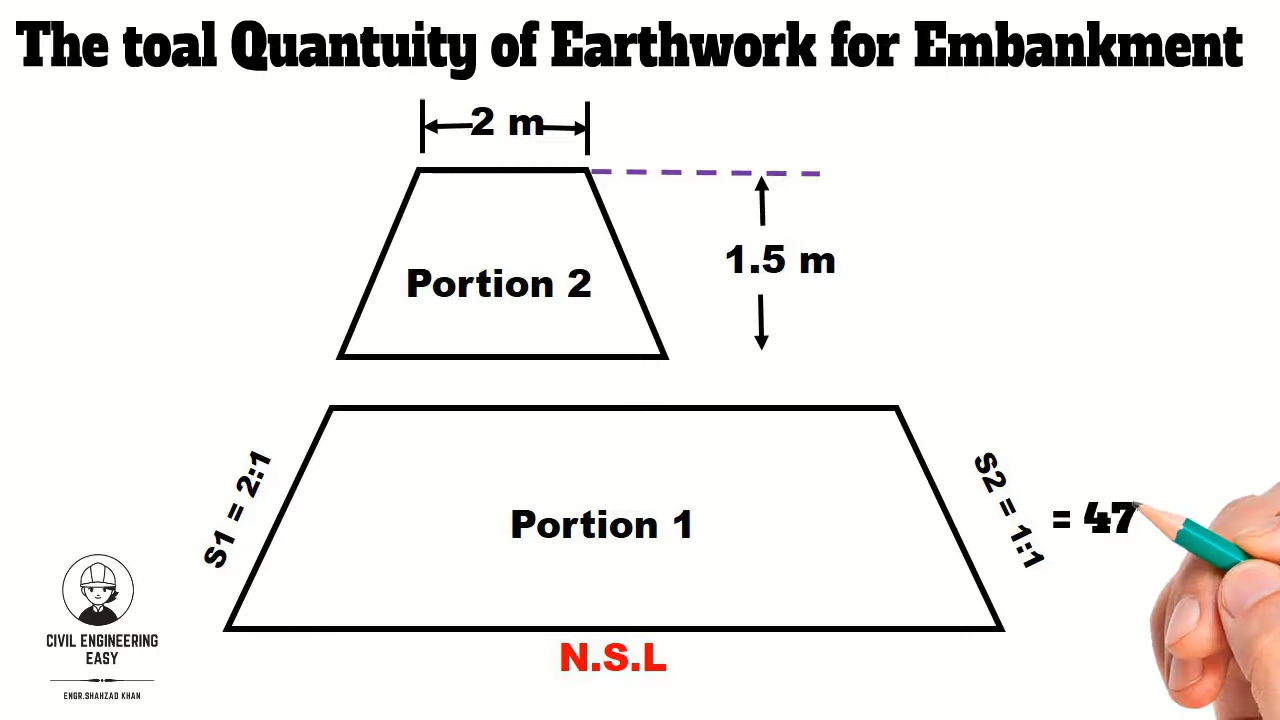 The toal Quantuity of Earthwork for Embankment
2 m
1.5 m
Portion 2
S1 = 2:1
Portion 1
S2 = 1:1
= 47
N.S.L
CIVIL ENGINEERING
EASY
ENGR.SHAHZAD KHAN